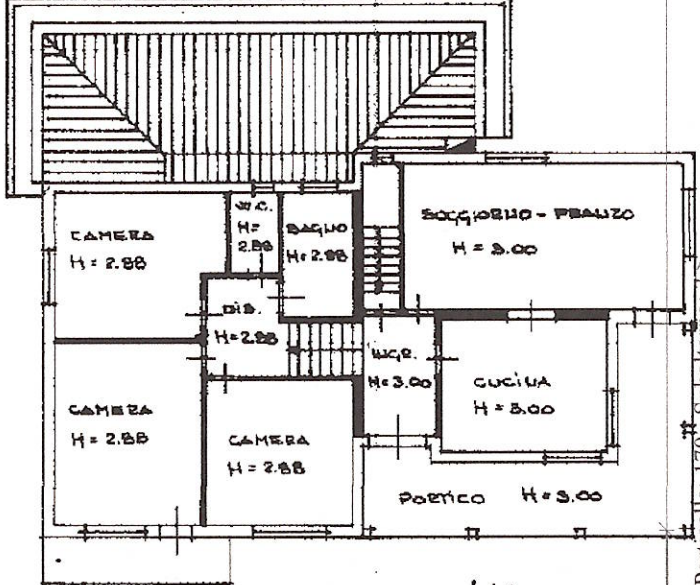 W.C.
H=
2.88
BAGNO
H=2.88
SOGGIORNO - PRANZO
H = 3.00
CAMERA
H = 2.88
DIS.
H=2.88
INGR.
H=3.00
CUCINA
H = 3.00
CAMERA
H = 2.88
CAMERA
H = 2.88
PORTICO H = 3.00